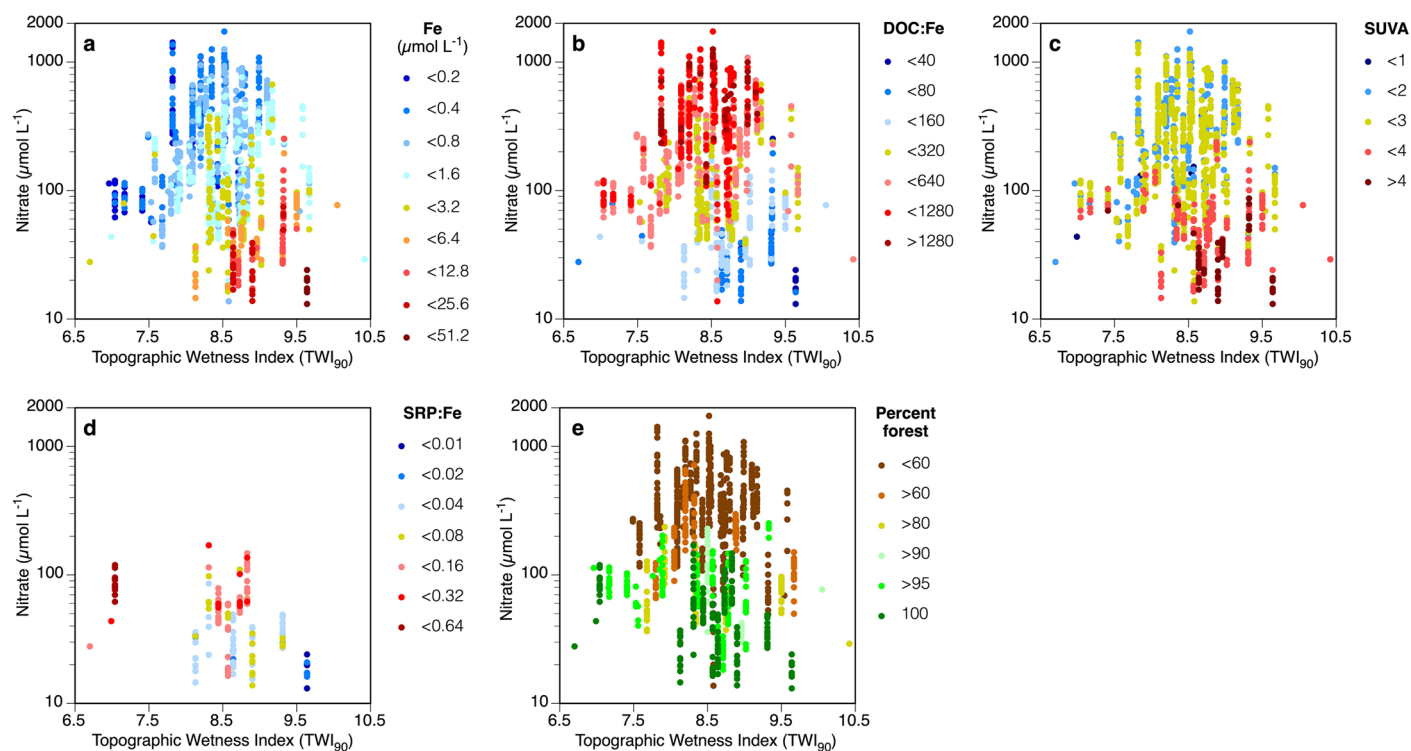 a
2000
1000
100
10
Nitrate (µmol L-1)
6.5 7.5 8.5 9.5 10.5
Topographic Wetness Index (TWI90)
Fe
(µmol L-1)
<0.2
<0.4
<0.8
<1.6
<3.2
<6.4
<12.8
<25.6
<51.2
b
2000
1000
100
10
Nitrate (µmol L-1)
6.5 7.5 8.5 9.5 10.5
Topographic Wetness Index (TWI90)
DOC:Fe
<40
<80
<160
<320
<640
<1280
>1280
c
2000
1000
100
10
Nitrate (µmol L-1)
6.5 7.5 8.5 9.5 10.5
Topographic Wetness Index (TWI90)
SUVA
<1
<2
<3
<4
>4
d
2000
1000
100
10
Nitrate (µmol L-1)
6.5 7.5 8.5 9.5 10.5
Topographic Wetness Index (TWI90)
SRP:Fe
<0.01
<0.02
<0.04
<0.08
<0.16
<0.32
<0.64
e
2000
1000
100
10
Nitrate (µmol L-1)
6.5 7.5 8.5 9.5 10.5
Topographic Wetness Index (TWI90)
Percent
forest
<60
>60
>80
>90
>95
100